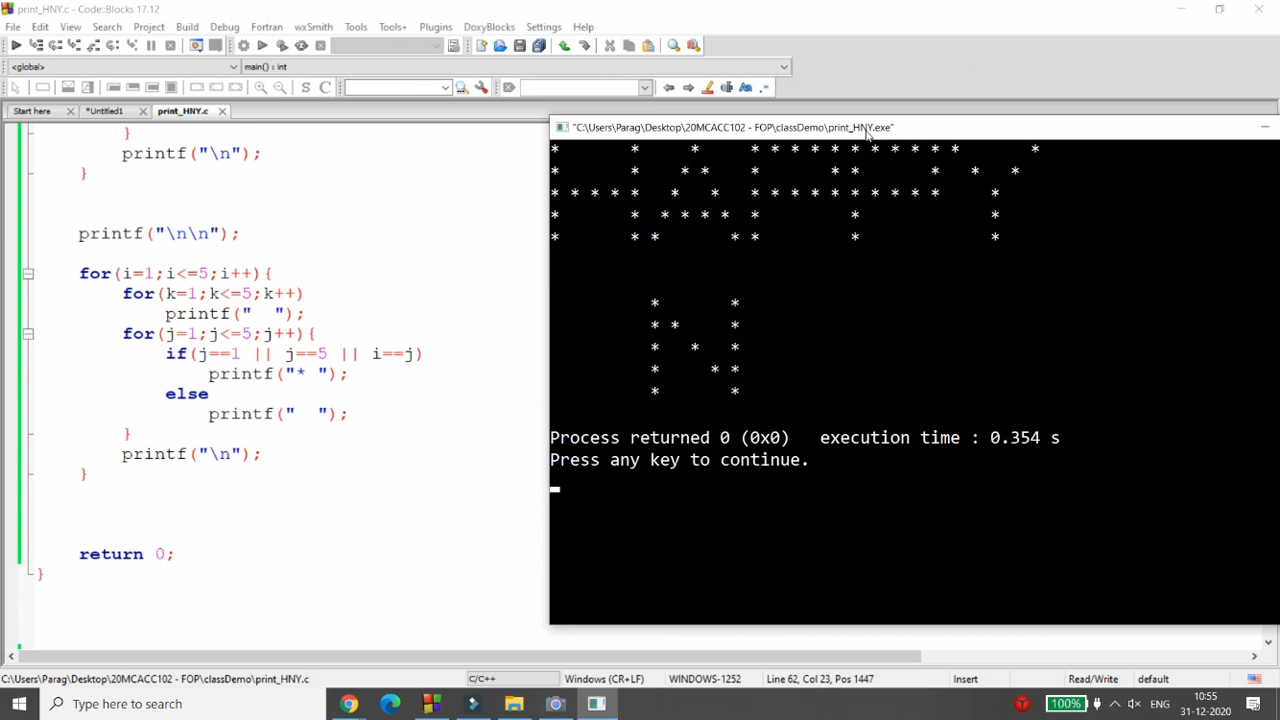 print_HNY.c - Code::Blocks 17.12
File Edit View Search Project Build Debug Fortran wxSmith Tools Tools+ Plugins DoxyBlocks Settings Help
<global> main() : int
S C
Start here *Untitled1 print_HNY.c
"C:\Users\Parag\Desktop\20MCACC102 - FOP\classDemo\print_HNY.exe"
}
printf("\n");
}
printf("\n\n");
for(i=1;i<=5;i++){
for(k=1;k<=5;k++)
printf("  ");
for(j=1;j<=5;j++){
if(j==1 || j==5 || i==j)
printf("* ");
else
printf("  ");
}
printf("\n");
}
return 0;
}
*       *     *     * * * * * * * * * * *       *
*       *    * *    *       * *       *   *   *
* * * * *   *   *   * * * * * * * * * *     *
*       *  * * * *  *         *             *
*       * *       * *         *             *
*       *
* *     *
*   *   *
*     * *
*       *
Process returned 0 (0x0)   execution time : 0.354 s
Press any key to continue.
C:\Users\Parag\Desktop\20MCACC102 - FOP\classDemo\print_HNY.c C/C++ Windows (CR+LF) WINDOWS-1252 Line 62, Col 23, Pos 1447 Insert Read/Write default
Type here to search 100% ENG 10:55
31-12-2020